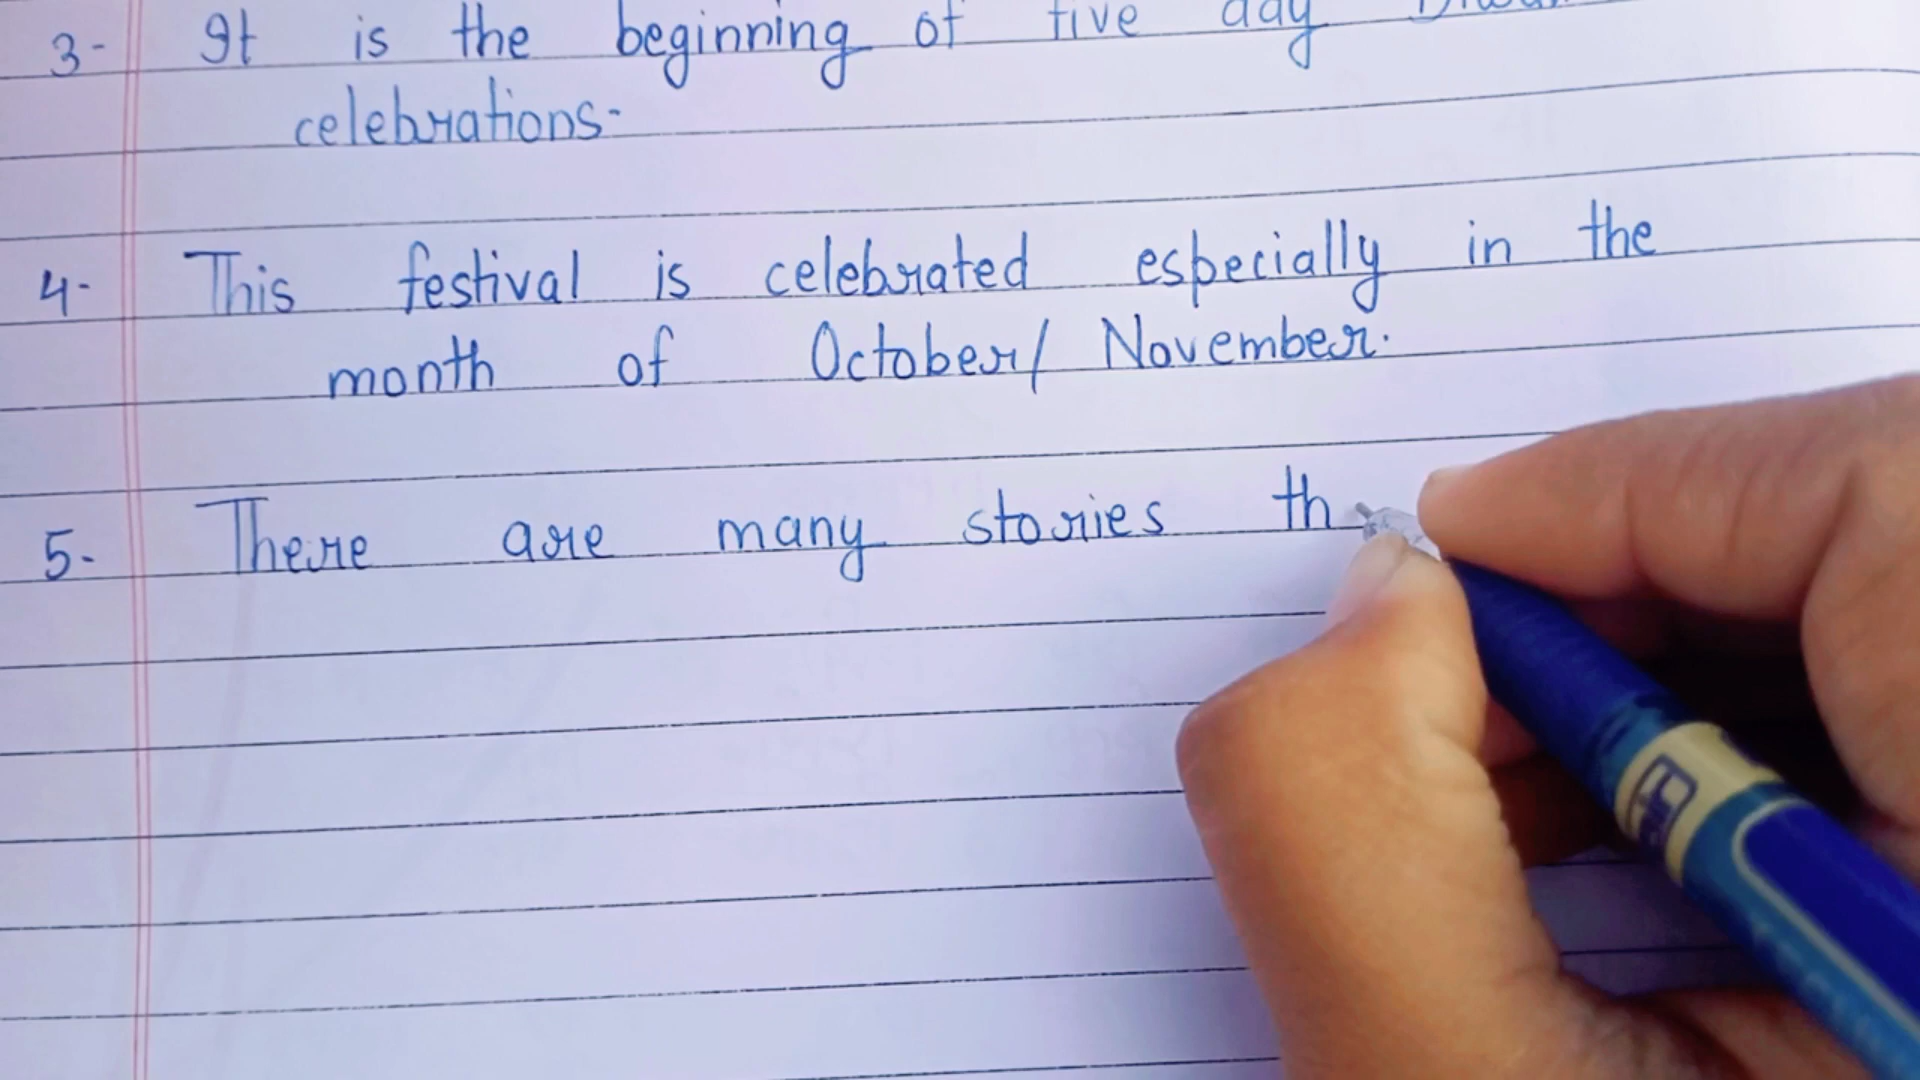 3- It is the beginning of five day
celebrations-
4- This festival is celebrated especially in the
month of October/ November.
5- There are many stories th